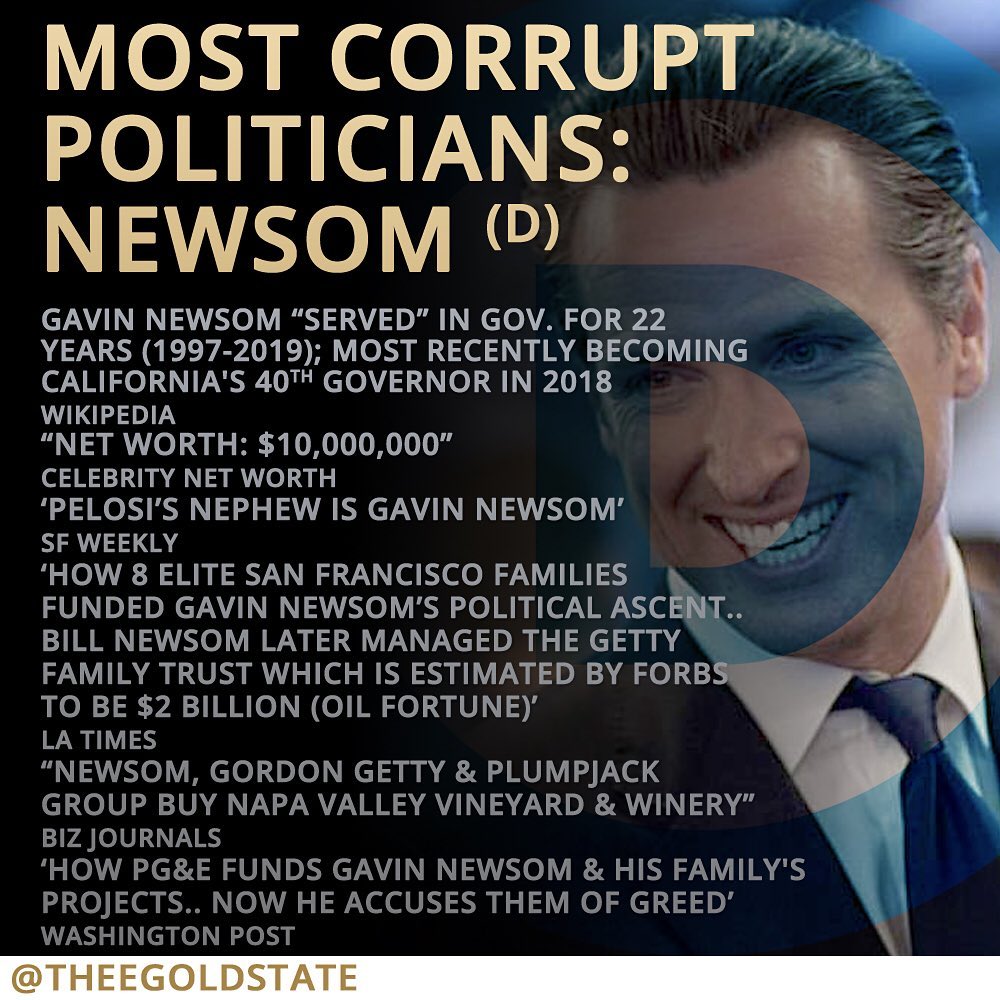 MOST CORRUPT
POLITICIANS:
NEWSOM (D)
GAVIN NEWSOM “SERVED” IN GOV. FOR 22
YEARS (1997-2019); MOST RECENTLY BECOMING
CALIFORNIA'S 40TH GOVERNOR IN 2018
WIKIPEDIA
“NET WORTH: $10,000,000”
CELEBRITY NET WORTH
‘PELOSI’S NEPHEW IS GAVIN NEWSOM’
SF WEEKLY
‘HOW 8 ELITE SAN FRANCISCO FAMILIES
FUNDED GAVIN NEWSOM’S POLITICAL ASCENT..
BILL NEWSOM LATER MANAGED THE GETTY
FAMILY TRUST WHICH IS ESTIMATED BY FORBS
TO BE $2 BILLION (OIL FORTUNE)’
LA TIMES
“NEWSOM, GORDON GETTY & PLUMPJACK
GROUP BUY NAPA VALLEY VINEYARD & WINERY”
BIZ JOURNALS
‘HOW PG&E FUNDS GAVIN NEWSOM & HIS FAMILY'S
PROJECTS.. NOW HE ACCUSES THEM OF GREED’
WASHINGTON POST
@THEEGOLDSTATE
D